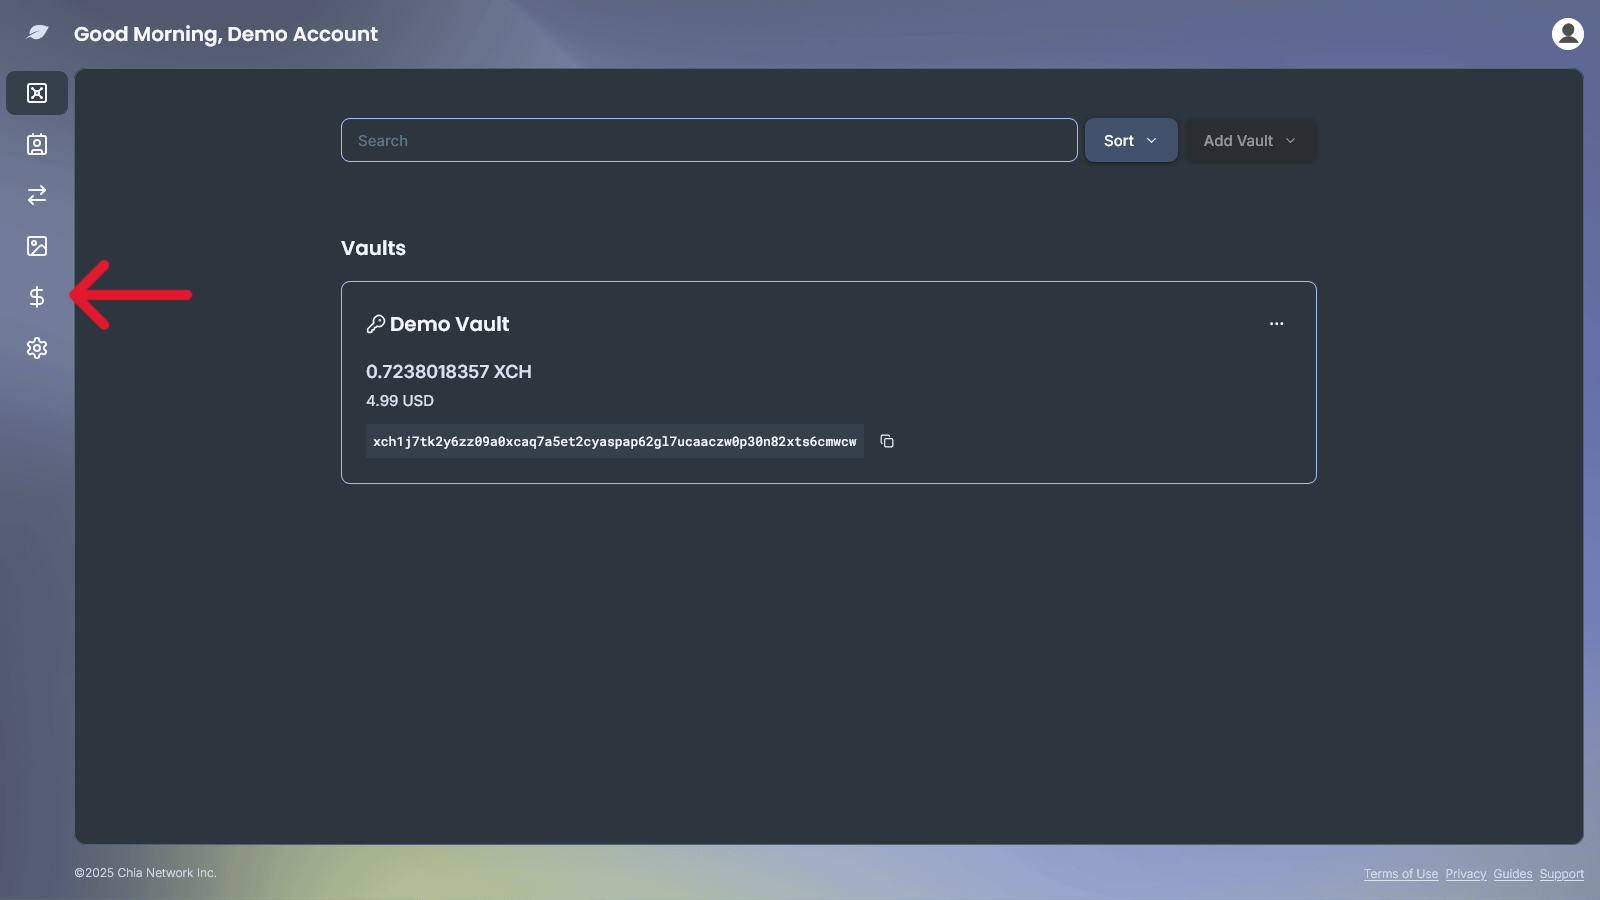 Good Morning, Demo Account
Search
Sort
Add Vault
Vaults
Demo Vault
0.7238018357 XCH
4.99 USD
xch1j7tk2y6zz09a0xcaq7a5et2cyaspap62gl7ucaaczw0p30n82xts6cmwcw
©2025 Chia Network Inc.
Terms of Use Privacy Guides Support